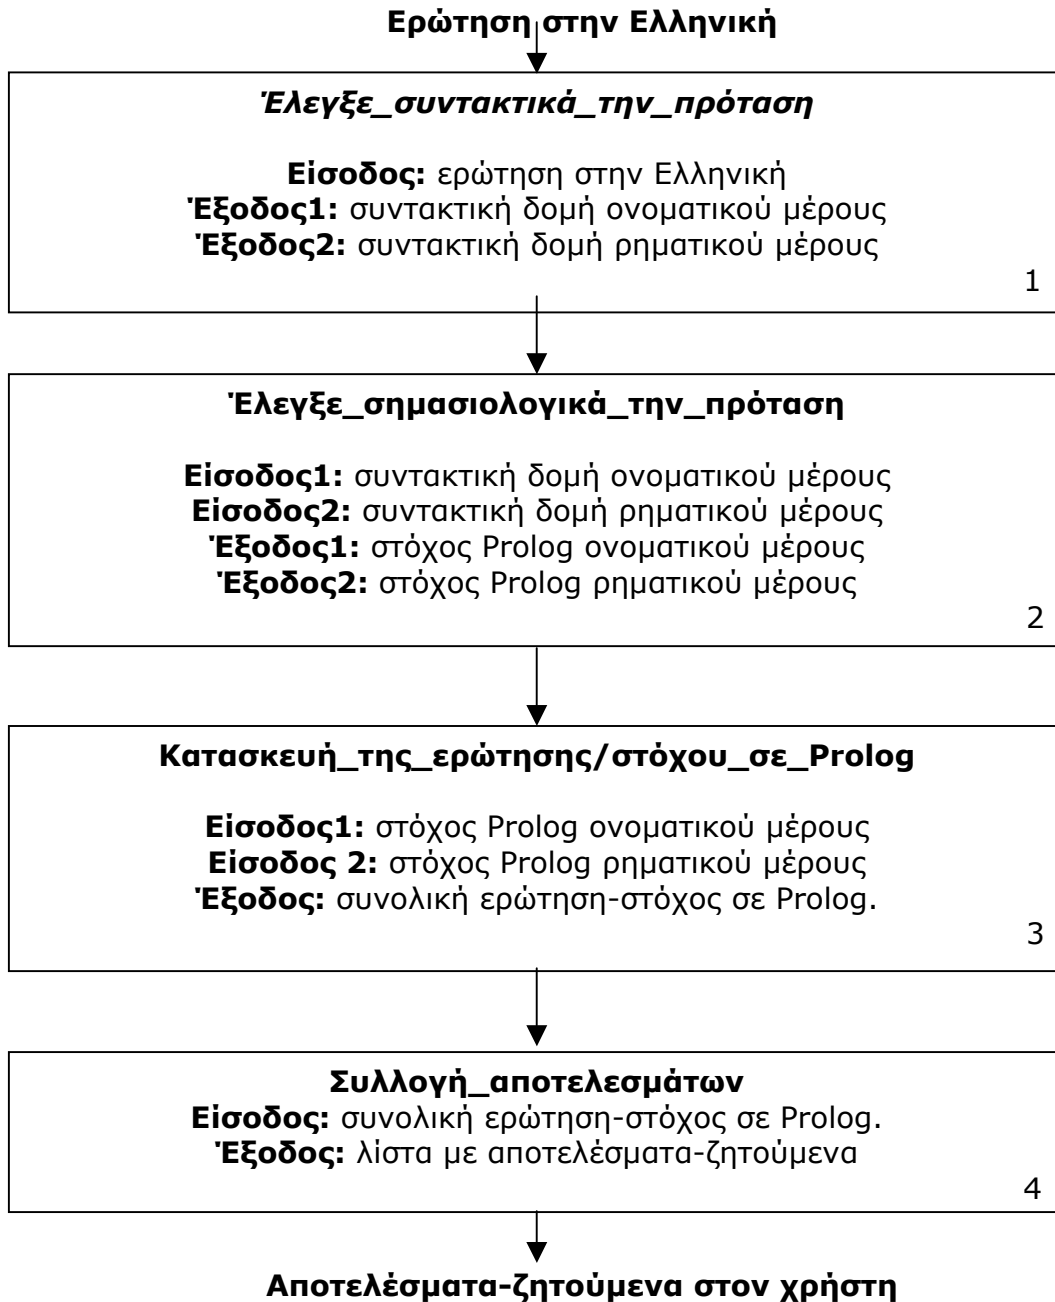 Ερώτηση στην Ελληνική
Έλεγξε_συντακτικά_την_πρόταση
Είσοδος: ερώτηση στην Ελληνική
Έξοδος1: συντακτική δομή ονοματικού μέρους
Έξοδος2: συντακτική δομή ρηματικού μέρους
1
Έλεγξε_σημασιολογικά_την_πρόταση
Είσοδος1: συντακτική δομή ονοματικού μέρους
Είσοδος2: συντακτική δομή ρηματικού μέρους
Έξοδος1: στόχος Prolog ονοματικού μέρους
Έξοδος2: στόχος Prolog ρηματικού μέρους
2
Κατασκευή_της_ερώτησης/στόχου_σε_Prolog
Είσοδος1: στόχος Prolog ονοματικού μέρους
Είσοδος 2: στόχος Prolog ρηματικού μέρους
Έξοδος: συνολική ερώτηση-στόχος σε Prolog.
3
Συλλογή_αποτελεσμάτων
Είσοδος: συνολική ερώτηση-στόχος σε Prolog.
Έξοδος: λίστα με αποτελέσματα-ζητούμενα
4
Αποτελέσματα-ζητούμενα στον χρήστη